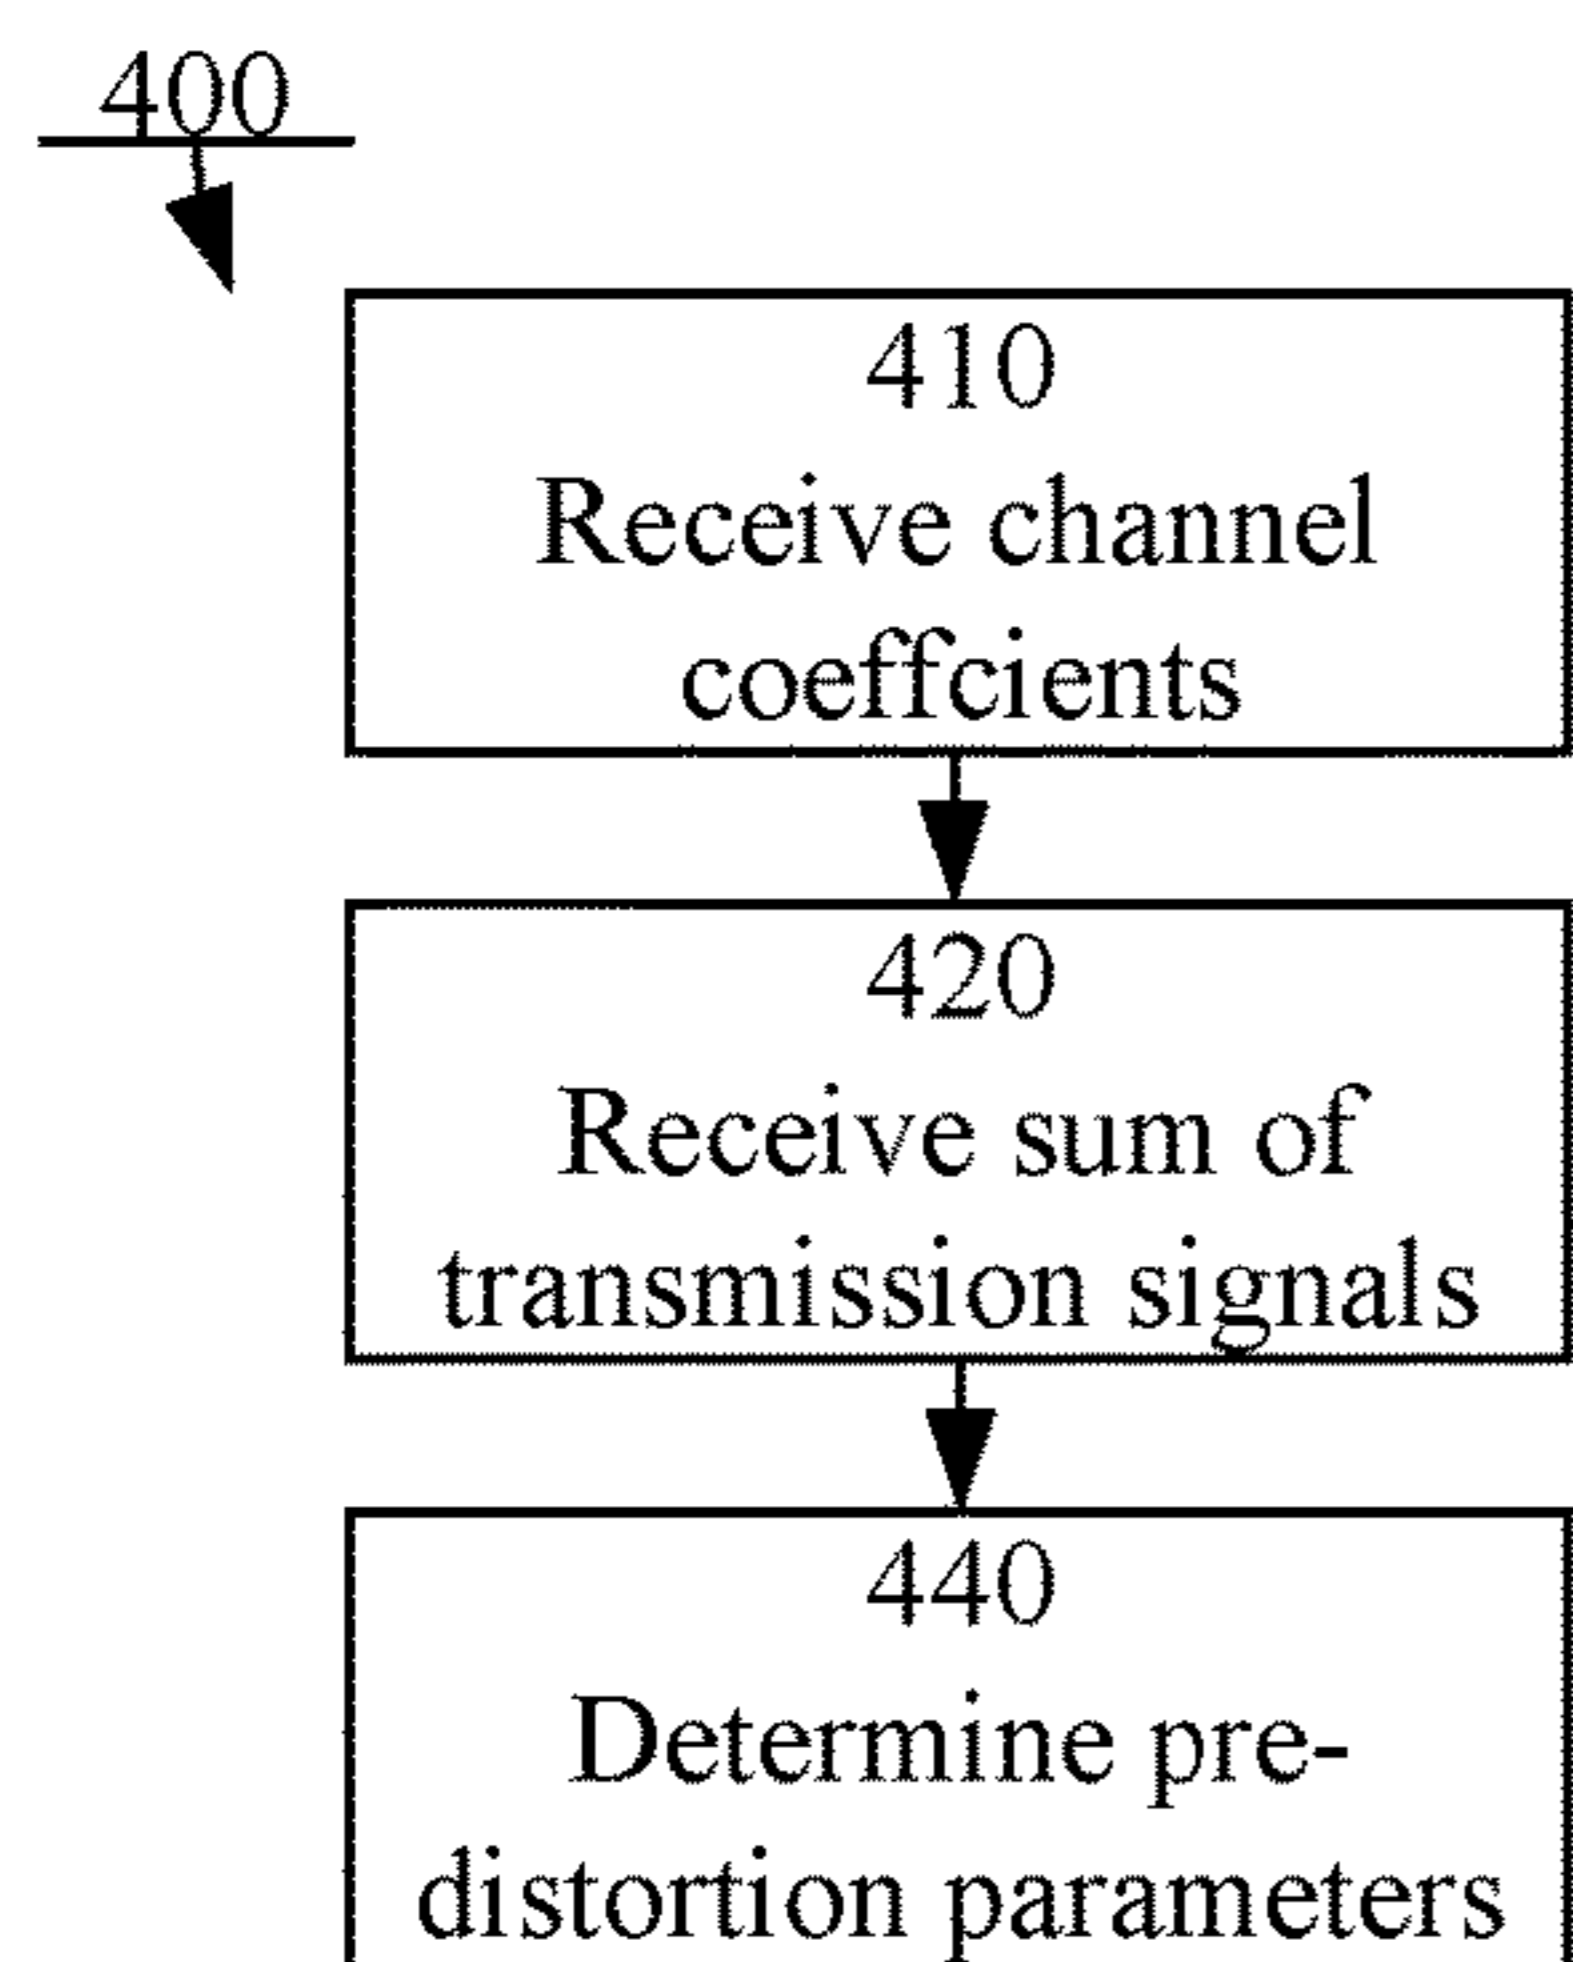 400
410
Receive channel
coeffcients
420
Receive sum of
transmission signals
440
Determine pre-
distortion parameters